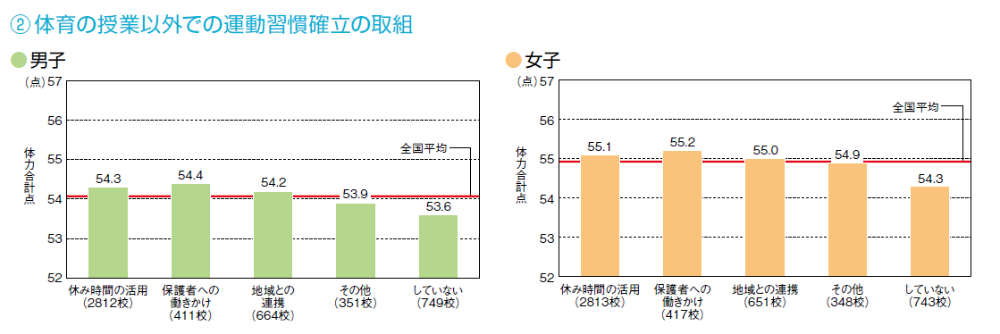 ②体育の授業以外での運動習慣確立の取組
●男子
(点)
57
56
55
54
53
52
体力合計点
全国平均
54.3
54.4
54.2
53.9
53.6
休み時間の活用
(2812校)
保護者への
働きかけ
(411校)
地域との
連携
(664校)
その他
(351校)
していない
(749校)
●女子
(点)
57
56
55
54
53
52
体力合計点
全国平均
55.1
55.2
55.0
54.9
54.3
休み時間の活用
(2813校)
保護者への
働きかけ
(417校)
地域との連携
(651校)
その他
(348校)
していない
(743校)